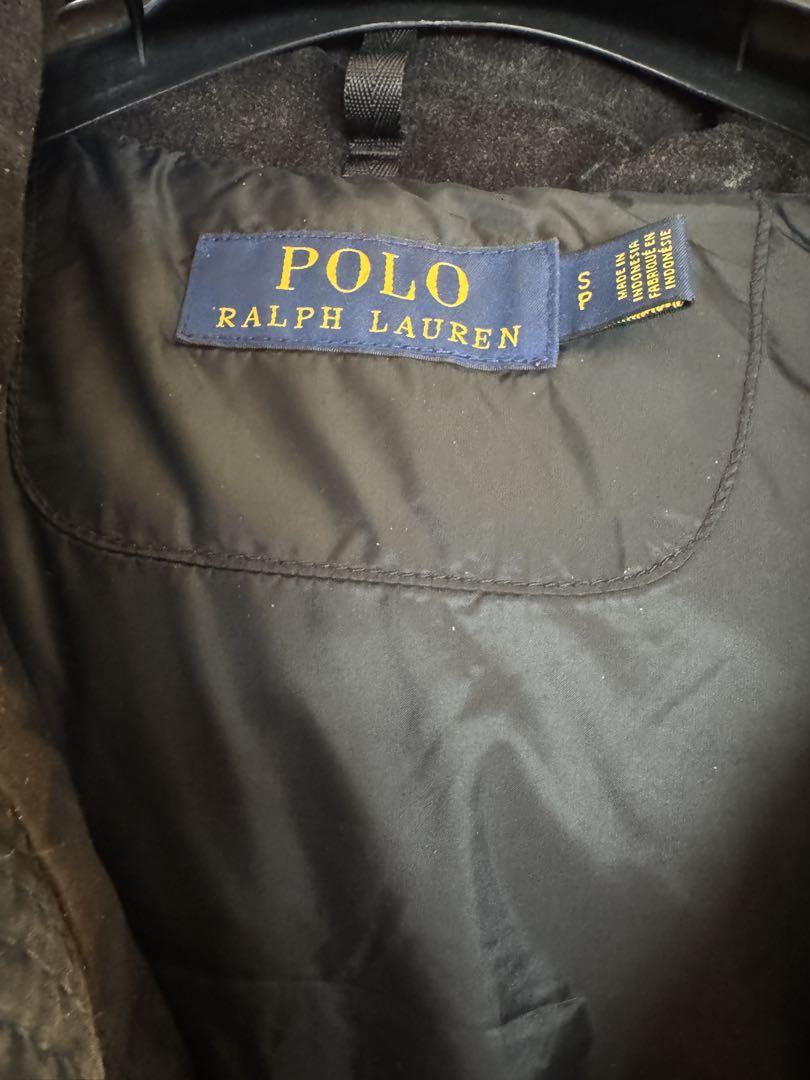 POLO
RALPH LAUREN
S
P
MADE IN
INDONESIA
FABRIQUÉ EN
INDONÉSIE